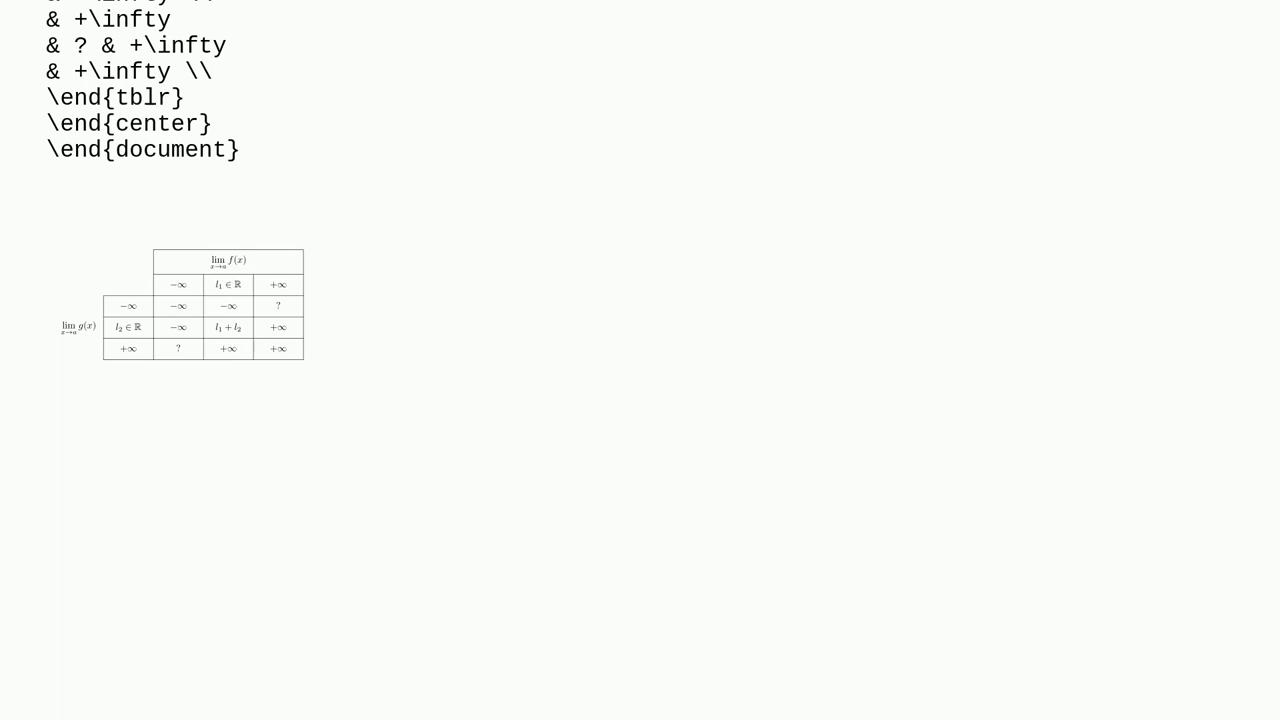 & +\infty
& ? & +\infty
& +\infty \\
\end{tblr}
\end{center}
\end{document}
lim f(x)
x→a
−∞ l₁ ∈ ℝ +∞
−∞ −∞ −∞ ?
lim g(x) l₂ ∈ ℝ −∞ l₁ + l₂ +∞
x→a
+∞ ? +∞ +∞